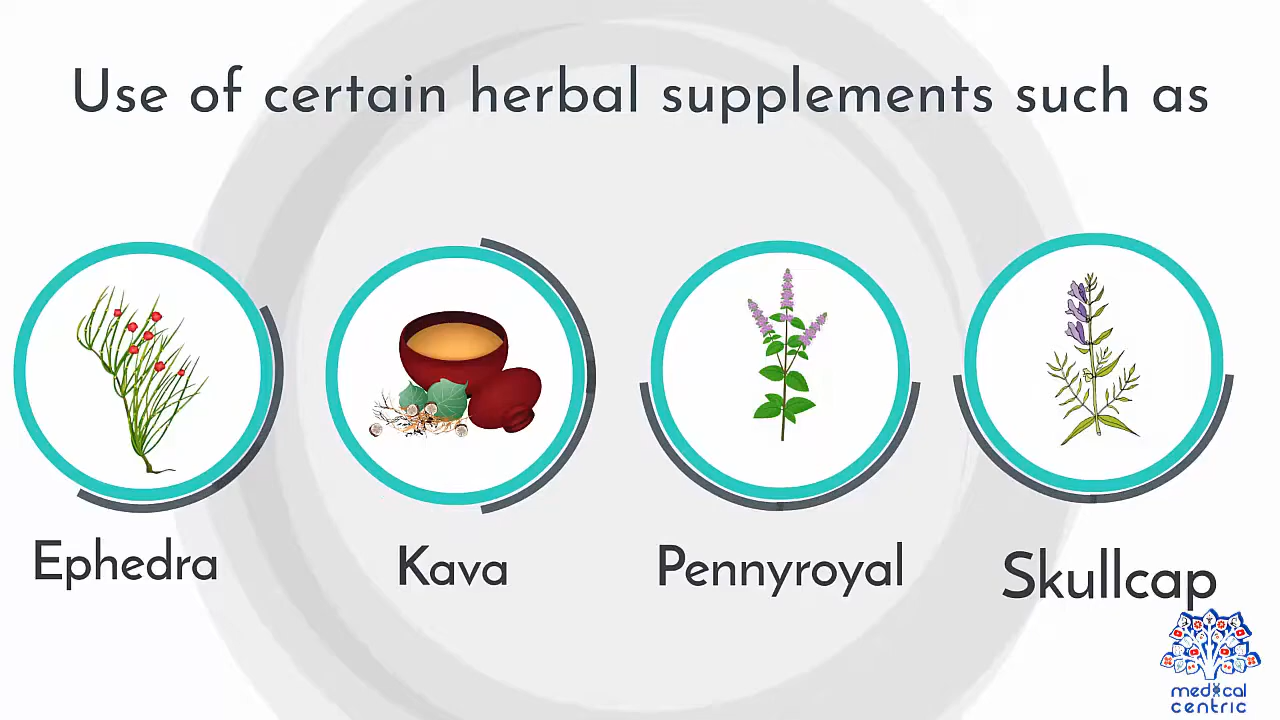 Use of certain herbal supplements such as
Ephedra
Kava
Pennyroyal
Skullcap
medical
centric